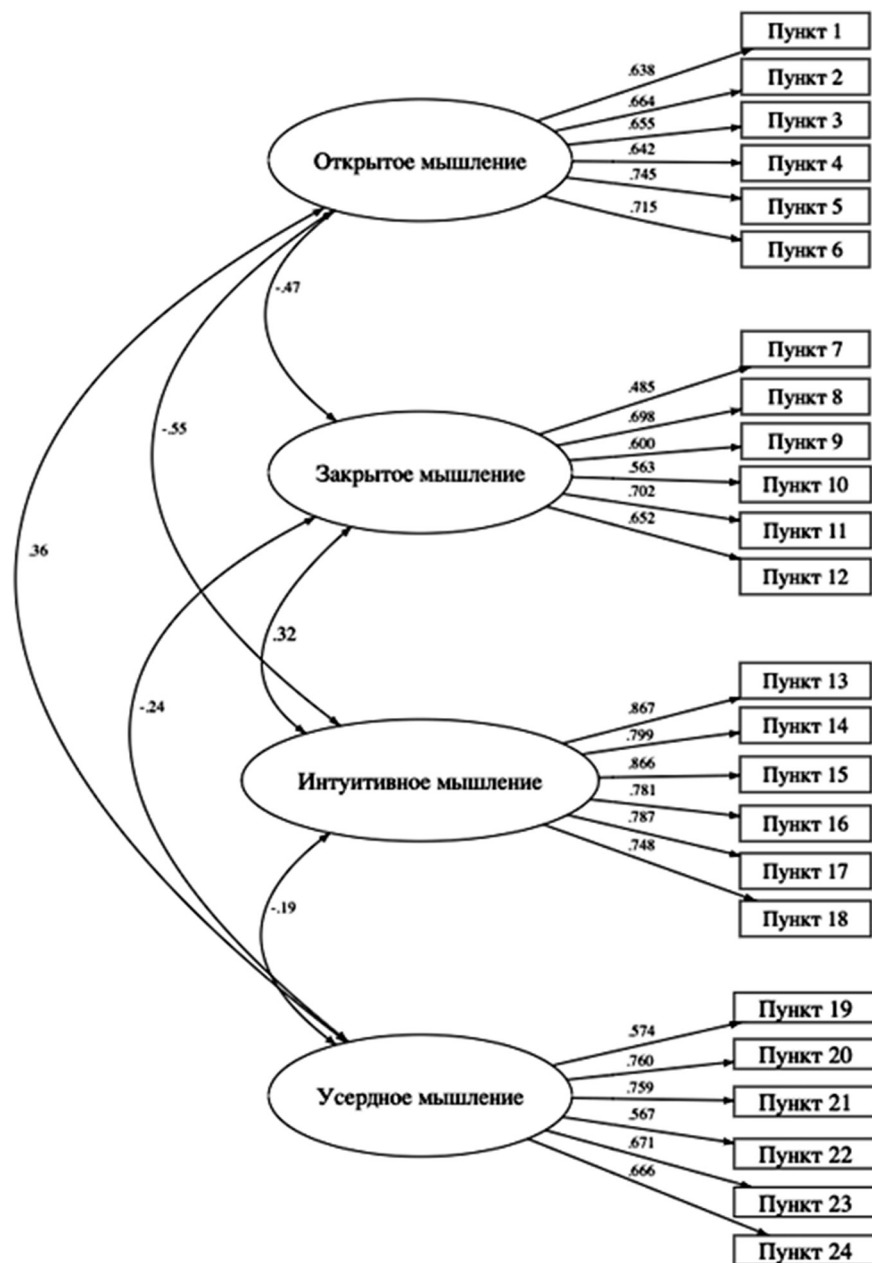 Пункт 1
.638
Пункт 2
.664
.655
Пункт 3
Открытое мышление
.642
Пункт 4
.745
Пункт 5
.715
Пункт 6
-.47
Пункт 7
.485
Пункт 8
.698
-.55
.600
Пункт 9
Закрытое мышление
.563
Пункт 10
.702
Пункт 11
.652
.36
Пункт 12
.32
Пункт 13
-.24
.867
Пункт 14
.799
.866
Пункт 15
Интуитивное мышление
.781
Пункт 16
.787
.748
Пункт 17
-.19
Пункт 18
Пункт 19
.574
Пункт 20
.760
.759
Усердное мышление
Пункт 21
.567
.671
Пункт 22
.666
Пункт 23
Пункт 24